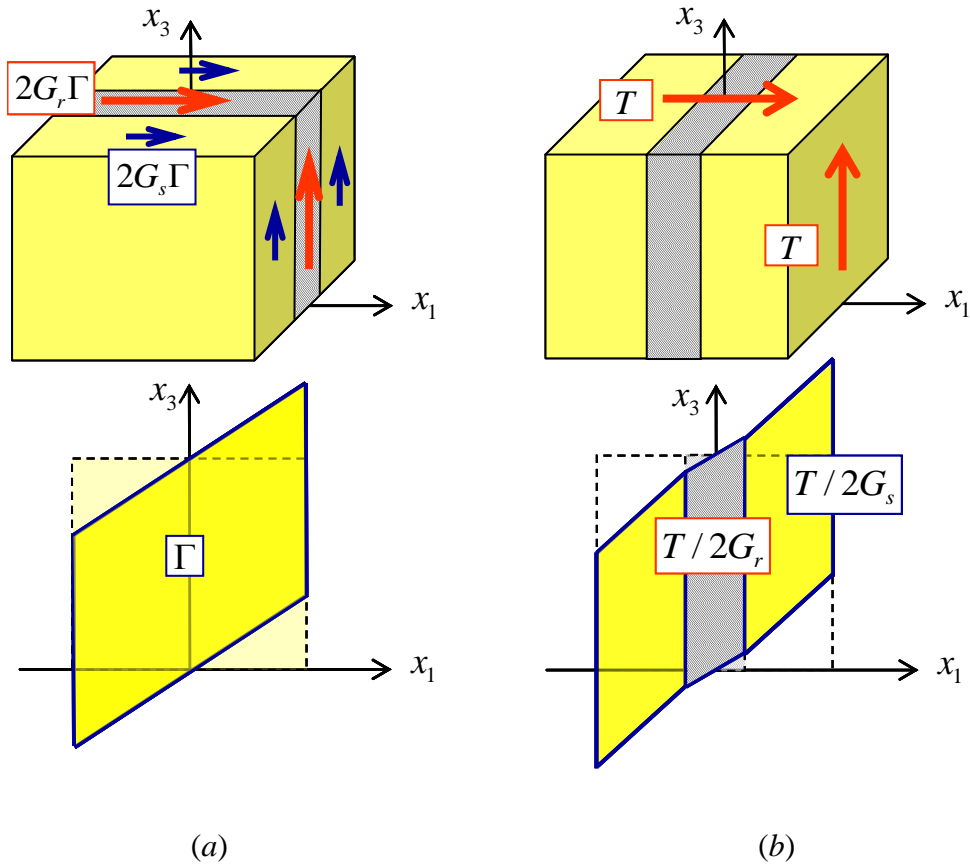 x₃
2GᵣΓ
2GₛΓ
x₁
x₃
T
T
x₁
x₃
Γ
x₁
x₃
T / 2Gₛ
T / 2Gᵣ
x₁
(a)
(b)